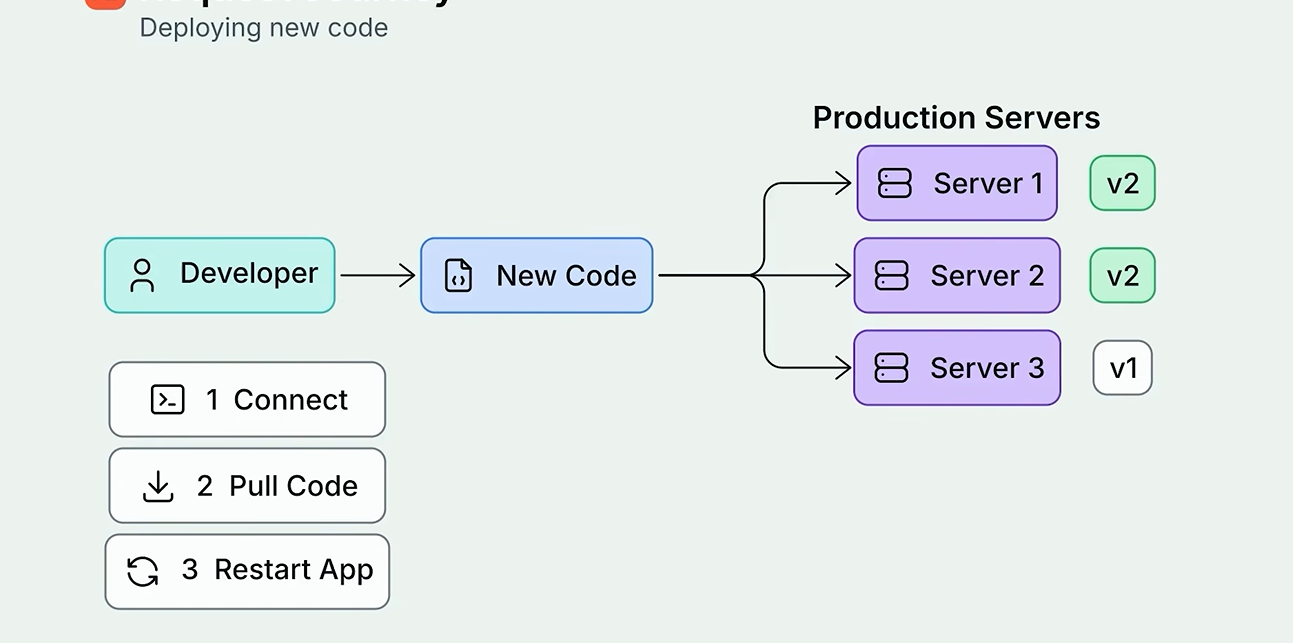 Deploying new code
Production Servers
Server 1 v2
Developer
New Code
Server 2 v2
Server 3 v1
1 Connect
2 Pull Code
3 Restart App